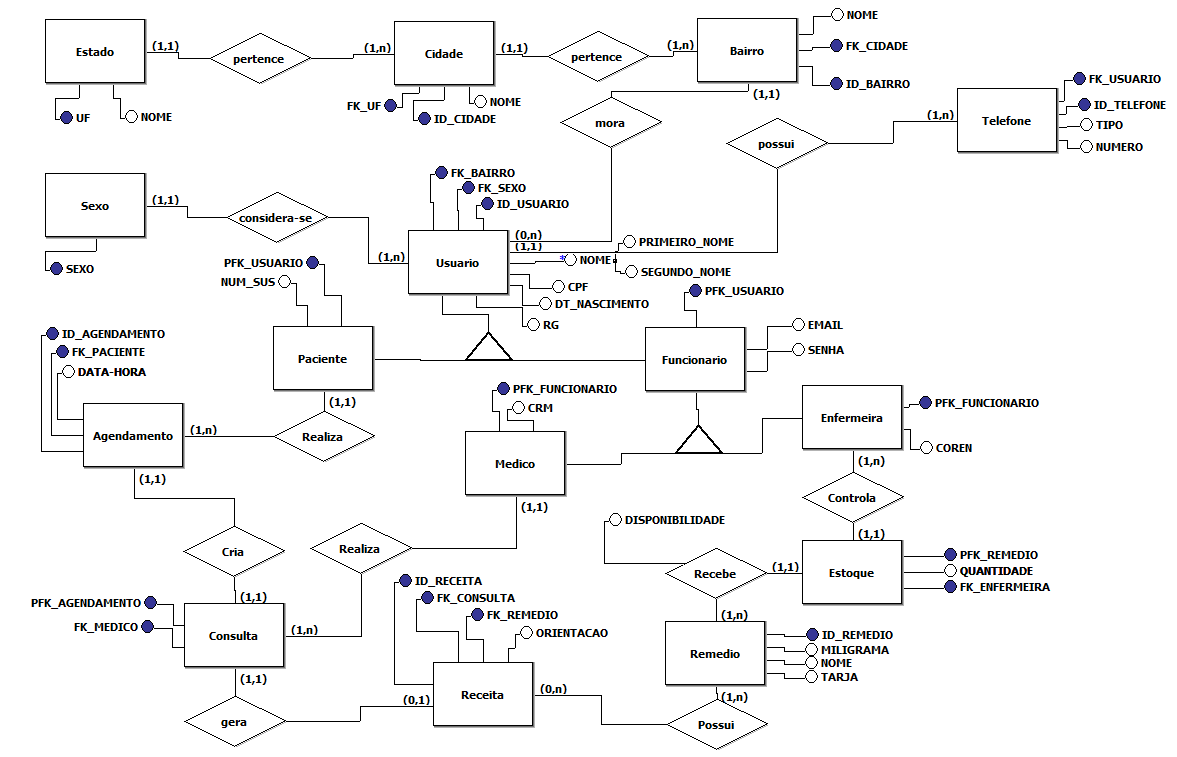 Estado
(1,1)
pertence
(1,n)
Cidade
(1,1)
pertence
(1,n)
Bairro
NOME
FK_CIDADE
ID_BAIRRO
(1,1)
UF
NOME
FK_UF
ID_CIDADE
NOME
mora
possui
(1,n)
Telefone
FK_USUARIO
ID_TELEFONE
TIPO
NUMERO
Sexo
(1,1)
SEXO
considera-se
(1,n)
FK_BAIRRO
FK_SEXO
ID_USUARIO
Usuario
(0,n)
(1,1)
* NOME
PRIMEIRO_NOME
SEGUNDO_NOME
CPF
DT_NASCIMENTO
RG
PFK_USUARIO
NUM_SUS
Paciente
(1,1)
PFK_USUARIO
Funcionario
EMAIL
SENHA
ID_AGENDAMENTO
FK_PACIENTE
DATA-HORA
Agendamento
(1,n)
Realiza
(1,1)
PFK_FUNCIONARIO
CRM
Medico
(1,1)
Enfermeira
PFK_FUNCIONARIO
COREN
(1,n)
Controla
(1,1)
Cria
Realiza
DISPONIBILIDADE
Recebe
(1,1)
Estoque
PFK_REMEDIO
QUANTIDADE
FK_ENFERMEIRA
(1,1)
PFK_AGENDAMENTO
FK_MEDICO
Consulta
(1,n)
(1,1)
ID_RECEITA
FK_CONSULTA
FK_REMEDIO
ORIENTACAO
(1,n)
Remedio
ID_REMEDIO
MILIGRAMA
NOME
TARJA
(1,n)
gera
(0,1)
Receita
(0,n)
Possui